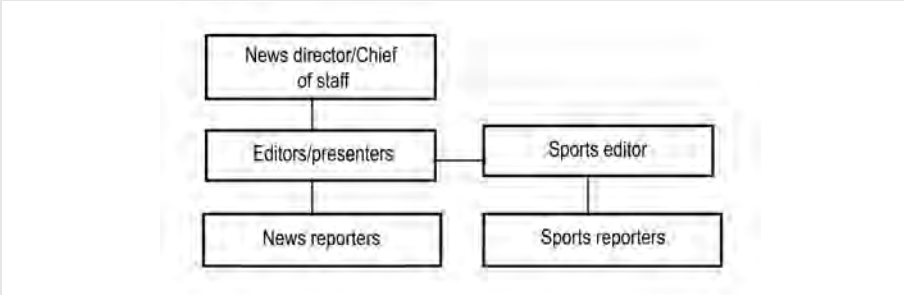 News director/Chief
of staff
Editors/presenters
Sports editor
News reporters
Sports reporters